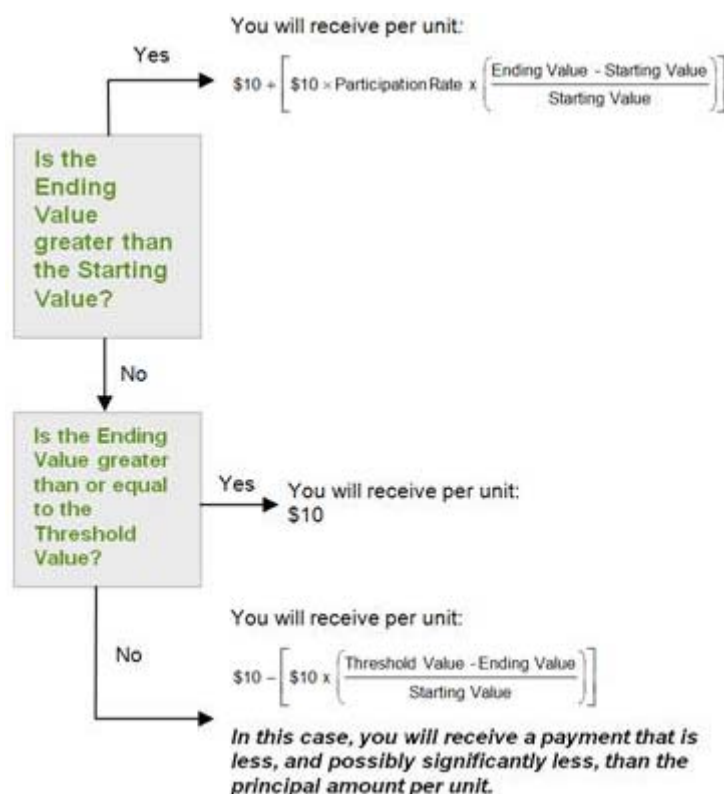 You will receive per unit:
Yes
$10 + [ $10 × Participation Rate x ( Ending Value - Starting Value / Starting Value ) ]
Is the
Ending
Value
greater than
the Starting
Value?
No
Is the Ending
Value greater
than or equal
to the
Threshold
Value?
Yes
You will receive per unit:
$10
You will receive per unit:
No
$10 – [ $10 x ( Threshold Value - Ending Value / Starting Value ) ]
In this case, you will receive a payment that is
less, and possibly significantly less, than the
principal amount per unit.